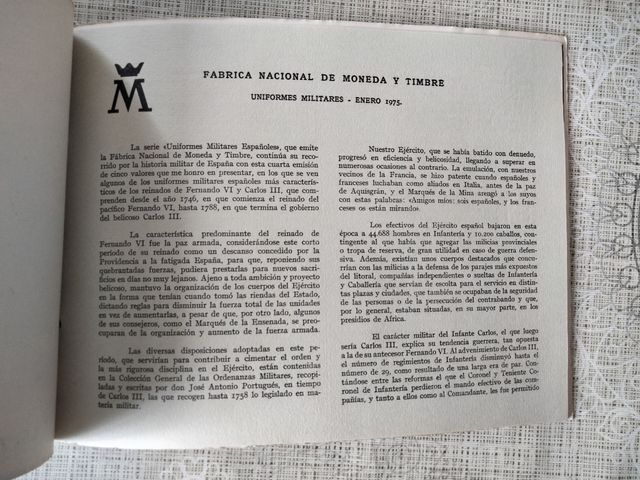 M
FABRICA NACIONAL DE MONEDA Y TIMBRE
UNIFORMES MILITARES - ENERO 1975.
La serie «Uniformes Militares Españoles», que emite
la Fábrica Nacional de Moneda y Timbre, continúa su reco-
rrido por la historia militar de España con esta cuarta emisión
de cinco valores que me honro en presentar, en los que se ven
algunos de los uniformes militares españoles más caracterís-
ticos de los reinados de Fernando VI y Carlos III, que com-
prenden desde el año 1746, en que comienza el reinado del
pacífico Fernando VI, hasta 1788, en que termina el gobierno
del belicoso Carlos III.
La característica predominante del reinado de
Fernando VI fue la paz armada, considerándose este corto
período de su reinado como un descanso concedido por la
Providencia a la fatigada España, para que, reponiendo sus
quebrantadas fuerzas, pudiera prestarlas para nuevos sacri-
ficios en días no muy lejanos. Ajeno a toda ambición y proyecto
belicoso, mantuvo la organización de los cuerpos del Ejército
en la forma que tenían cuando tomó las riendas del Estado,
dictando reglas para disminuir la fuerza total de las unidades
en vez de aumentarlas, a pesar de que, por otro lado, algunos
de sus consejeros, como el Marqués de la Ensenada, se preo-
cuparan de la organización y aumento de la fuerza armada.
Las diversas disposiciones adoptadas en este pe-
ríodo, que servirían para contribuir a cimentar el orden y
la más rigurosa disciplina en el Ejército, están contenidas
en la Colección General de las Ordenanzas Militares, recopi-
ladas y escritas por don José Antonio Portugués, en tiempo
de Carlos III, las que recogen hasta 1758 lo legislado en ma-
teria militar.
Nuestro Ejército, que se había batido con denuedo,
progresó en eficiencia y belicosidad, llegando a superar en
numerosas ocasiones al contrario. La emulación, con nuestros
vecinos de la Francia, se hizo patente cuando españoles y
franceses luchaban como aliados en Italia, antes de la paz
de Aquisgrán, y el Marqués de la Mina arengó a los suyos
con estas palabras: «Amigos míos: sois españoles, y los fran-
ceses os están mirando».
Los efectivos del Ejército español bajaron en esta
época a 44.688 hombres en Infantería y 10.200 caballos, con-
tingente al que había que agregar las milicias provinciales
o tropa de reserva, de gran utilidad en caso de guerra defen-
siva. Además, existían unos cuerpos destacados que concu-
rrían con las milicias a la defensa de los parajes más expuestos
del litoral, compañías independientes o sueltas de Infantería
y Caballería que servían de escolta para el servicio en distin-
tas plazas y ciudades, que también se ocupaban de la seguridad
de las personas o de la persecución del contrabando y que,
por lo general, estaban situadas, en su mayor parte, en los
presidios de Africa.
El carácter militar del Infante Carlos, el que luego
sería Carlos III, explica su tendencia guerrera, tan opuesta
a la de su antecesor Fernando VI. Al advenimiento de Carlos III,
el número de regimientos de Infantería disminuyó hasta el
número de 29, como resultado de una larga era de paz. Con-
tándose entre las reformas el que el Coronel y Teniente Co-
ronel de Infantería perdieron el mando efectivo de las com-
pañías, y tanto a ellos como al Comandante, les fue permitido